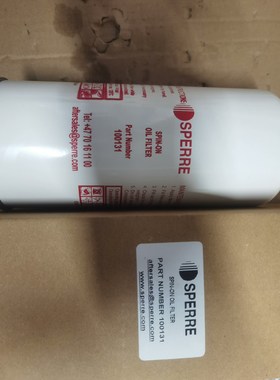 SPERRE
SPIN-ON
OIL FILTER
Part Number
100131
Tel.: +47 70 16 11 00
aftersales@sperre.com
SPERRE
SPIN-ON OIL FILTER
PART NUMBER 100131
aftersales@sperre.com
www.sperre.com